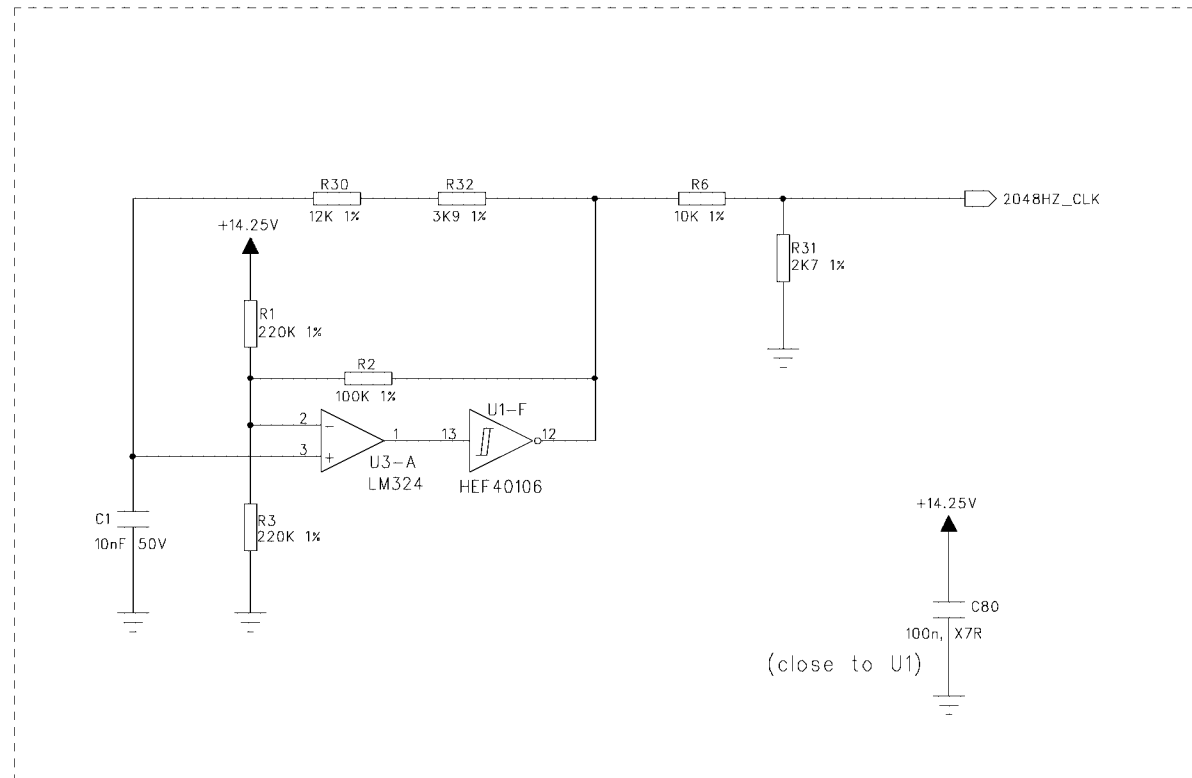 R30
12K 1%
R32
3K9 1%
R6
10K 1%
2048HZ_CLK
+14.25V
R31
2K7 1%
R1
220K 1%
R2
100K 1%
U1-F
2
3
-
+
1
13
12
U3-A
LM324
HEF40106
C1
10nF 50V
R3
220K 1%
+14.25V
C80
100n, X7R
(close to U1)